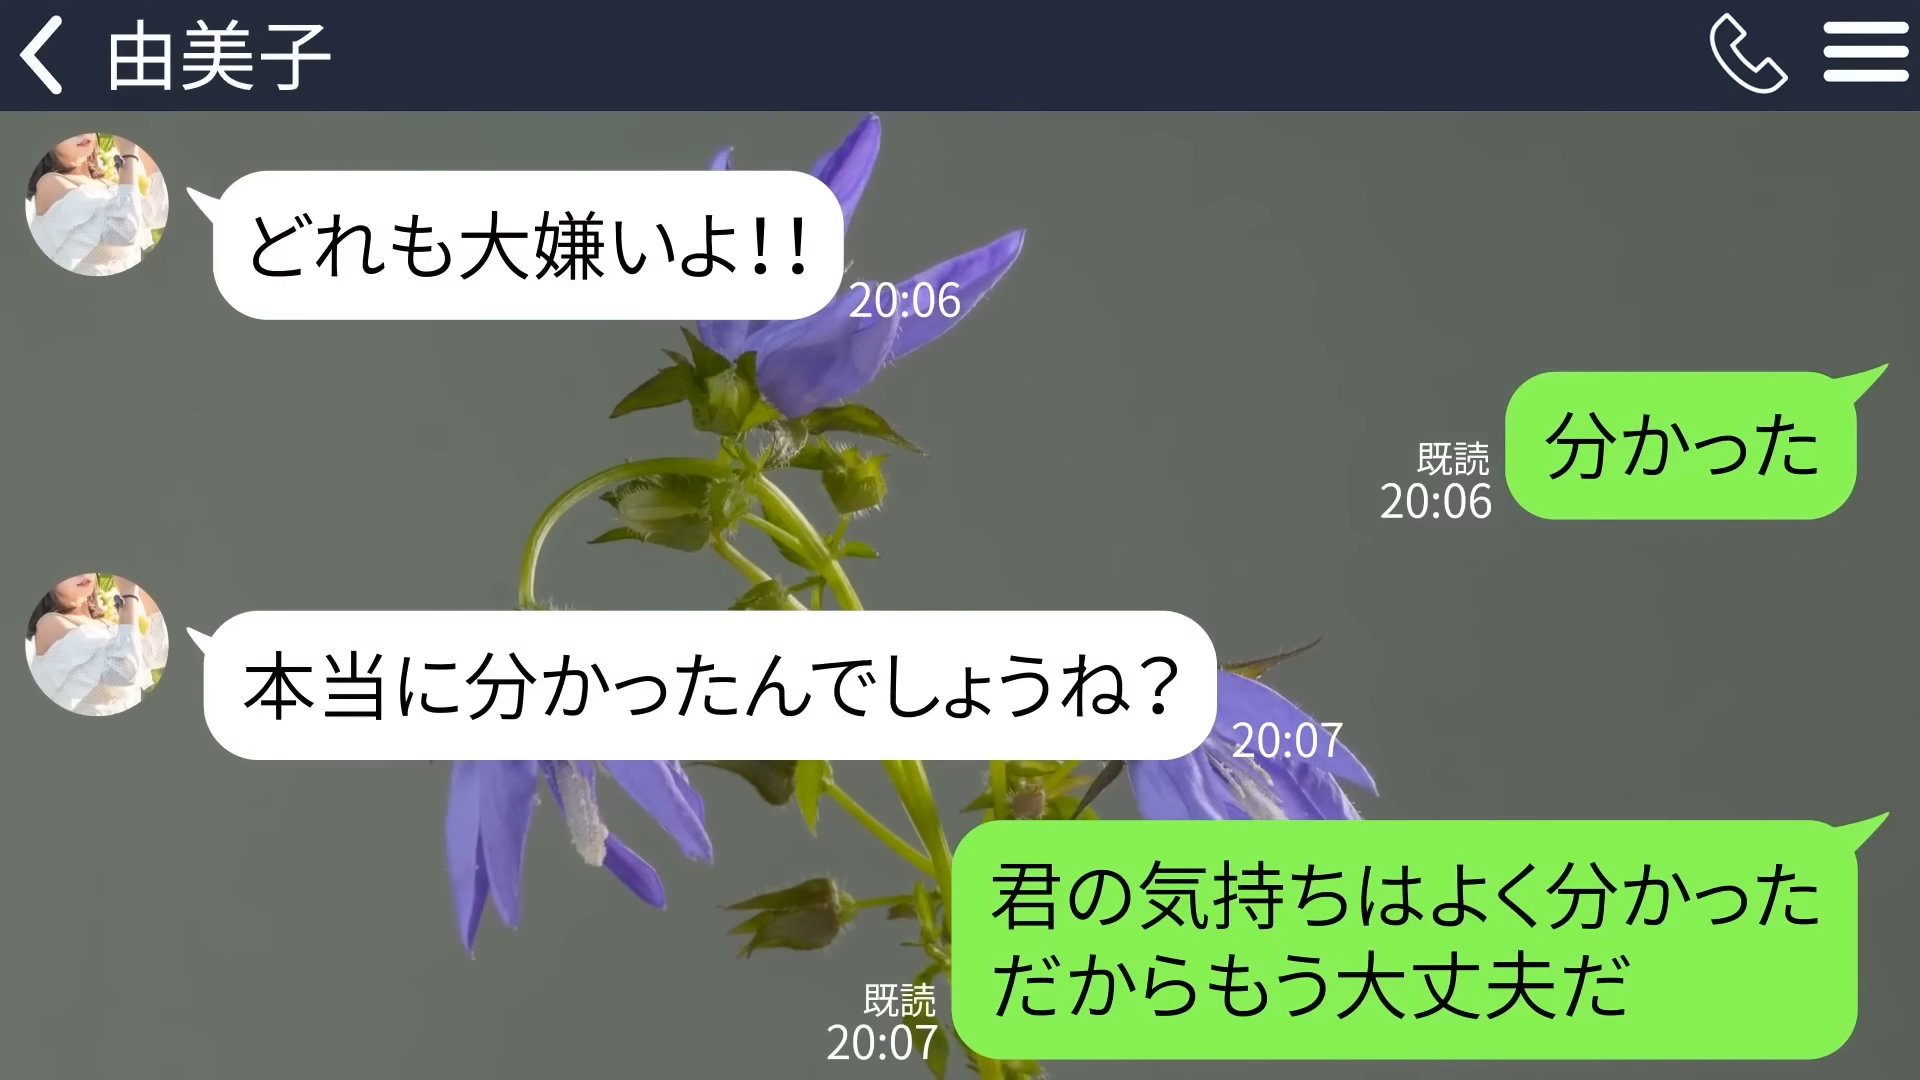 由美子
どれも大嫌いよ！！
20:06
分かった
既読
20:06
本当に分かったんでしょうね？
20:07
君の気持ちはよく分かった
だからもう大丈夫だ
既読
20:07